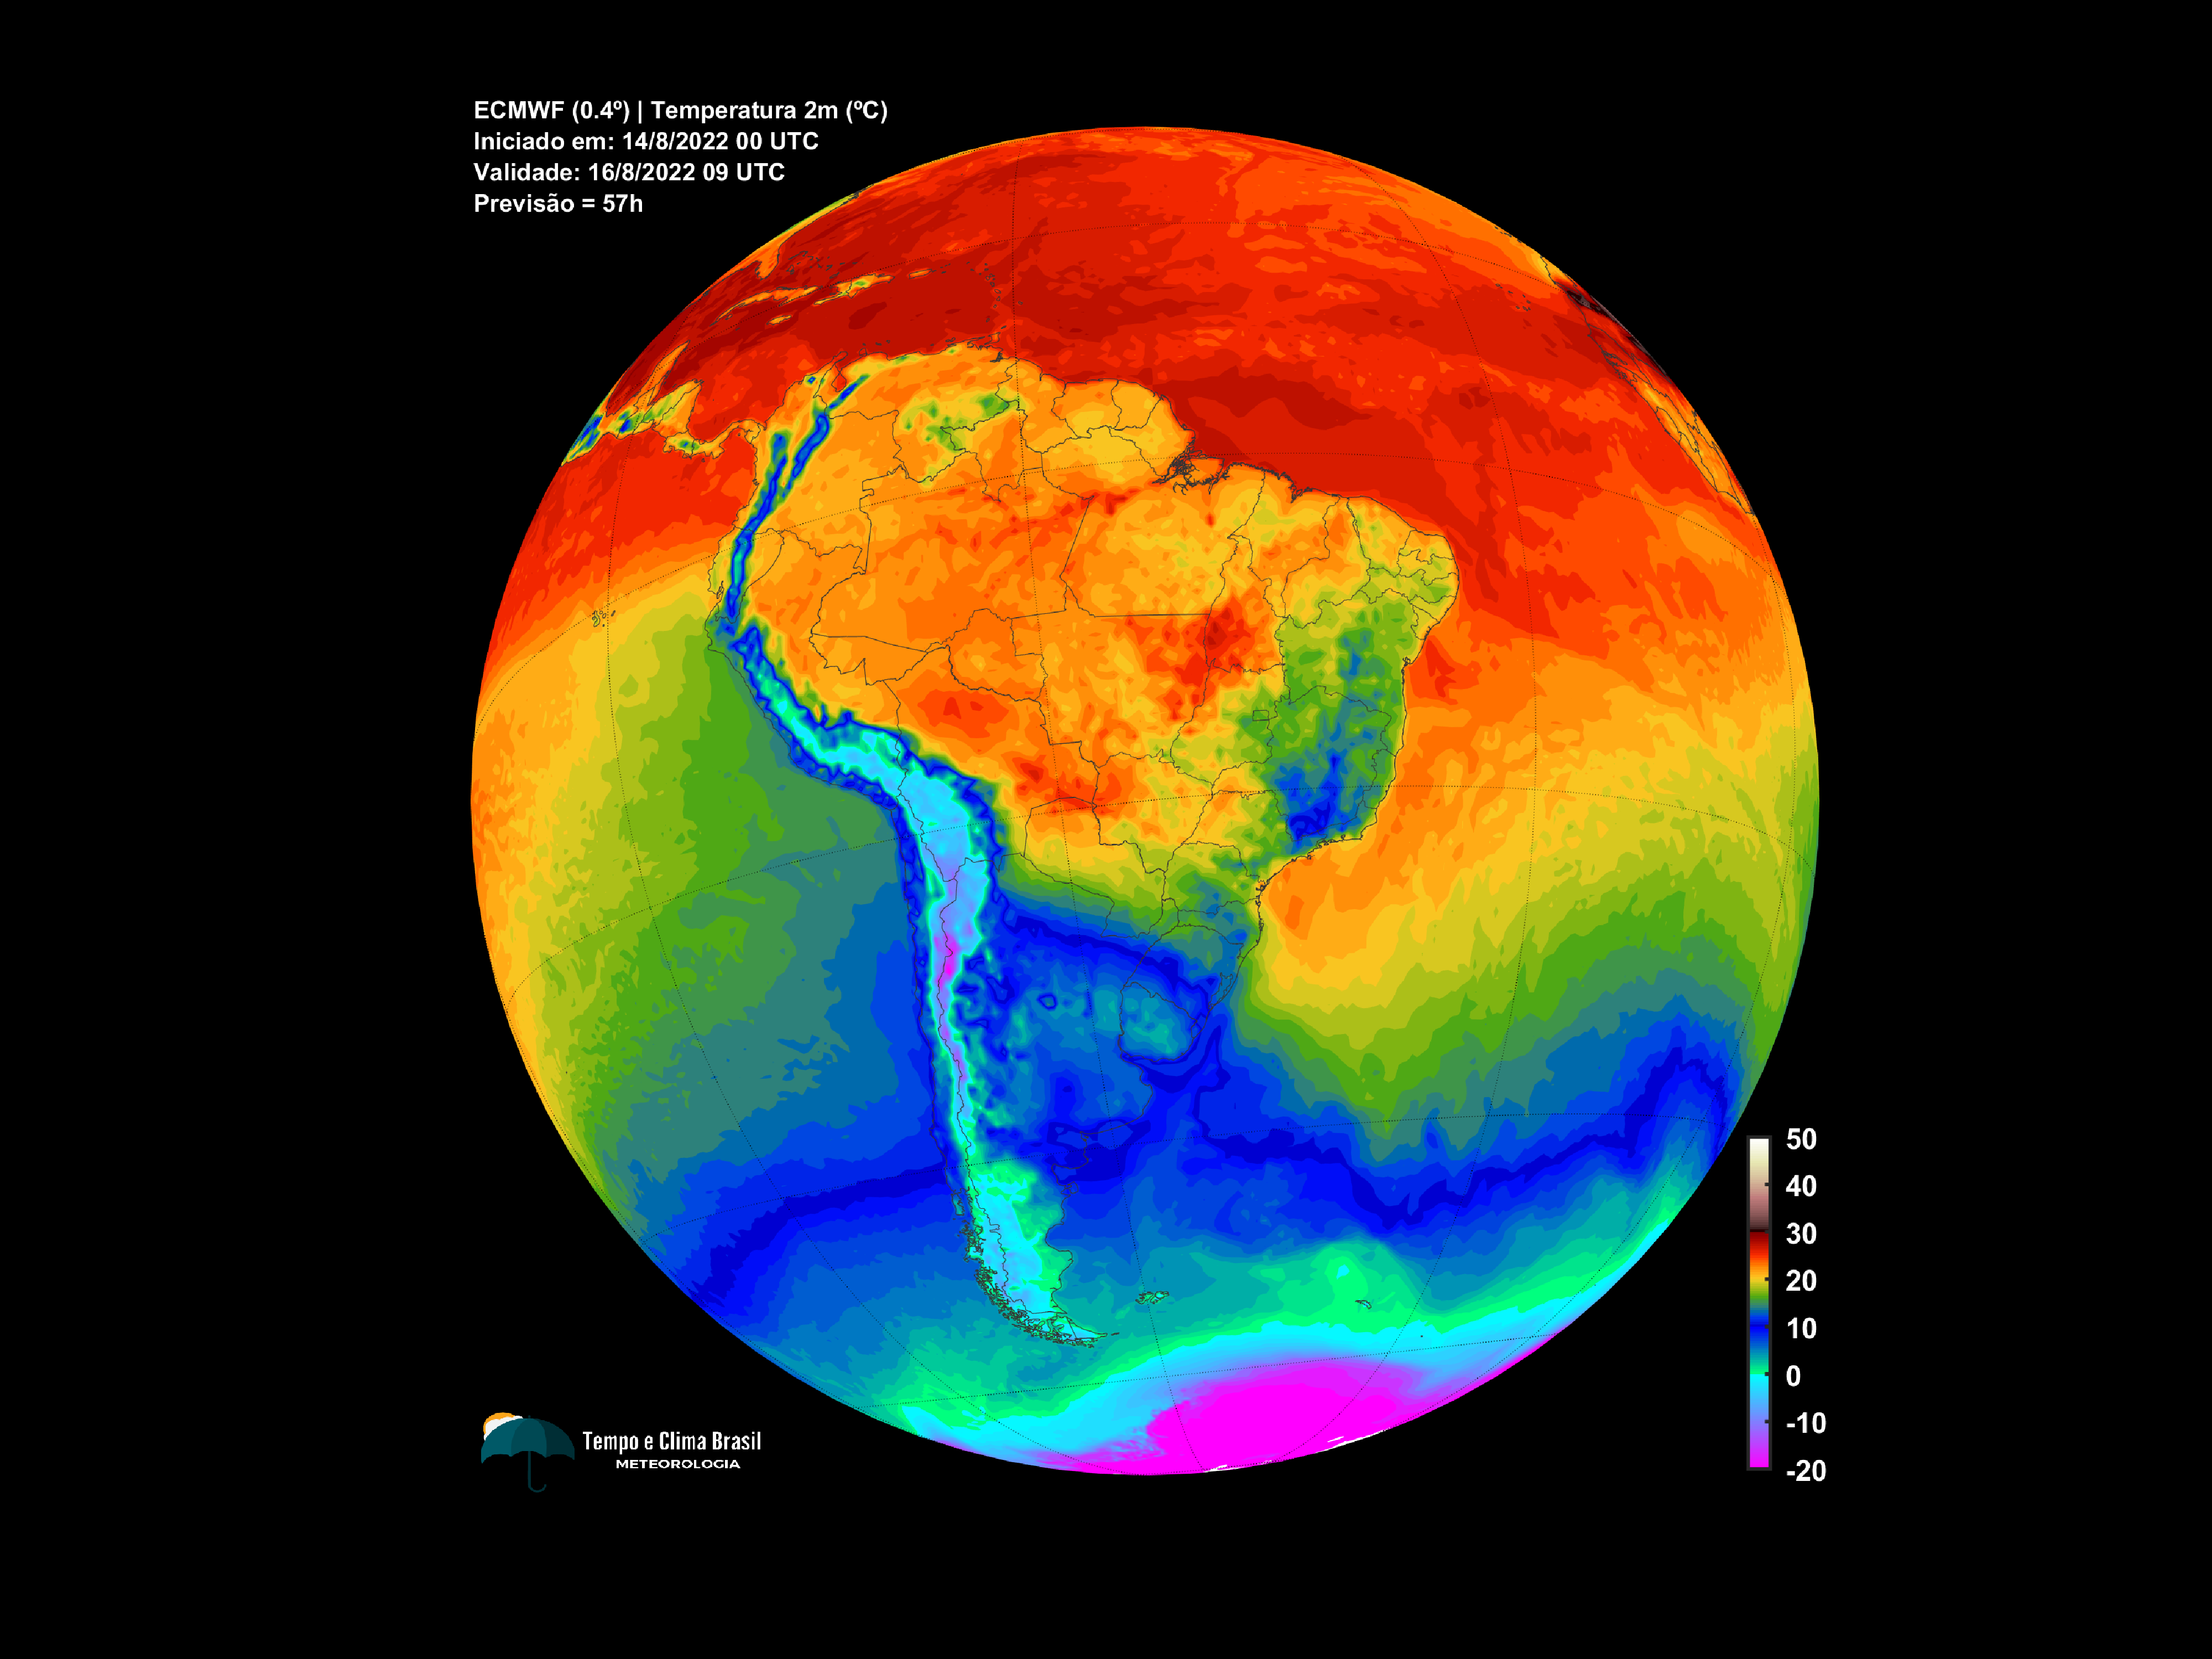 ECMWF (0.4º) | Temperatura 2m (ºC)
Iniciado em: 14/8/2022 00 UTC
Validade: 16/8/2022 09 UTC
Previsão = 57h
50
40
30
20
10
0
-10
-20
Tempo e Clima Brasil
METEOROLOGIA